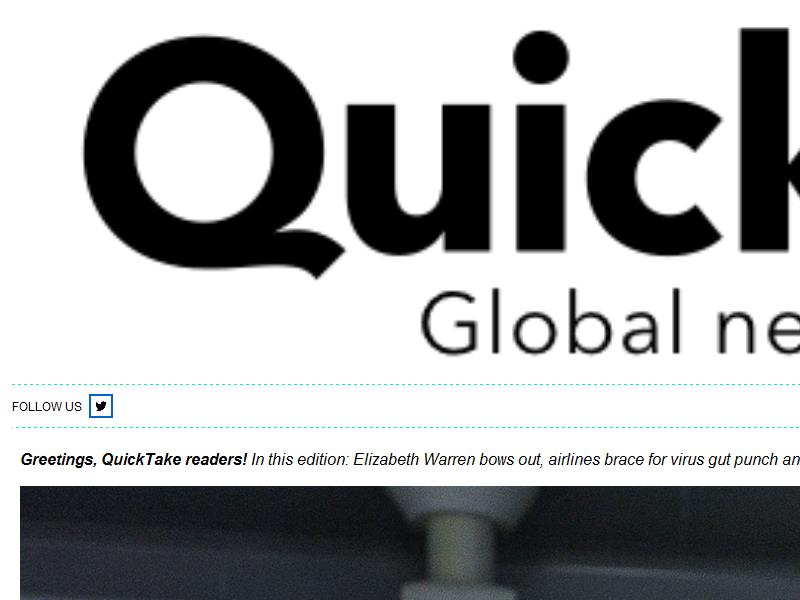 Quick
Global ne
FOLLOW US
Greetings, QuickTake readers! In this edition: Elizabeth Warren bows out, airlines brace for virus gut punch an